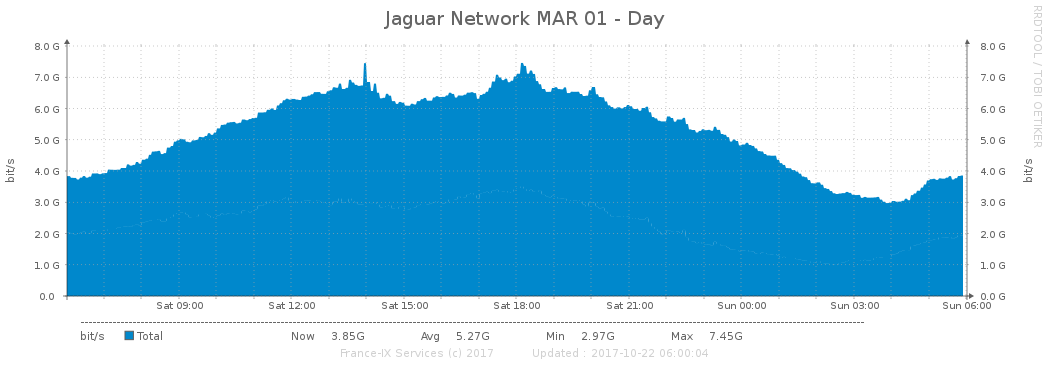 Jaguar Network MAR 01 - Day
RRDTOOL / TOBI OETIKER
bit/s
bit/s
8.0 G 8.0 G
7.0 G 7.0 G
6.0 G 6.0 G
5.0 G 5.0 G
4.0 G 4.0 G
3.0 G 3.0 G
2.0 G 2.0 G
1.0 G 1.0 G
0.0 0.0 G
Sat 09:00 Sat 12:00 Sat 15:00 Sat 18:00 Sat 21:00 Sun 00:00 Sun 03:00 Sun 06:00
bit/s Total Now 3.85G Avg 5.27G Min 2.97G Max 7.45G
France-IX Services (c) 2017 Updated : 2017-10-22 06:00:04